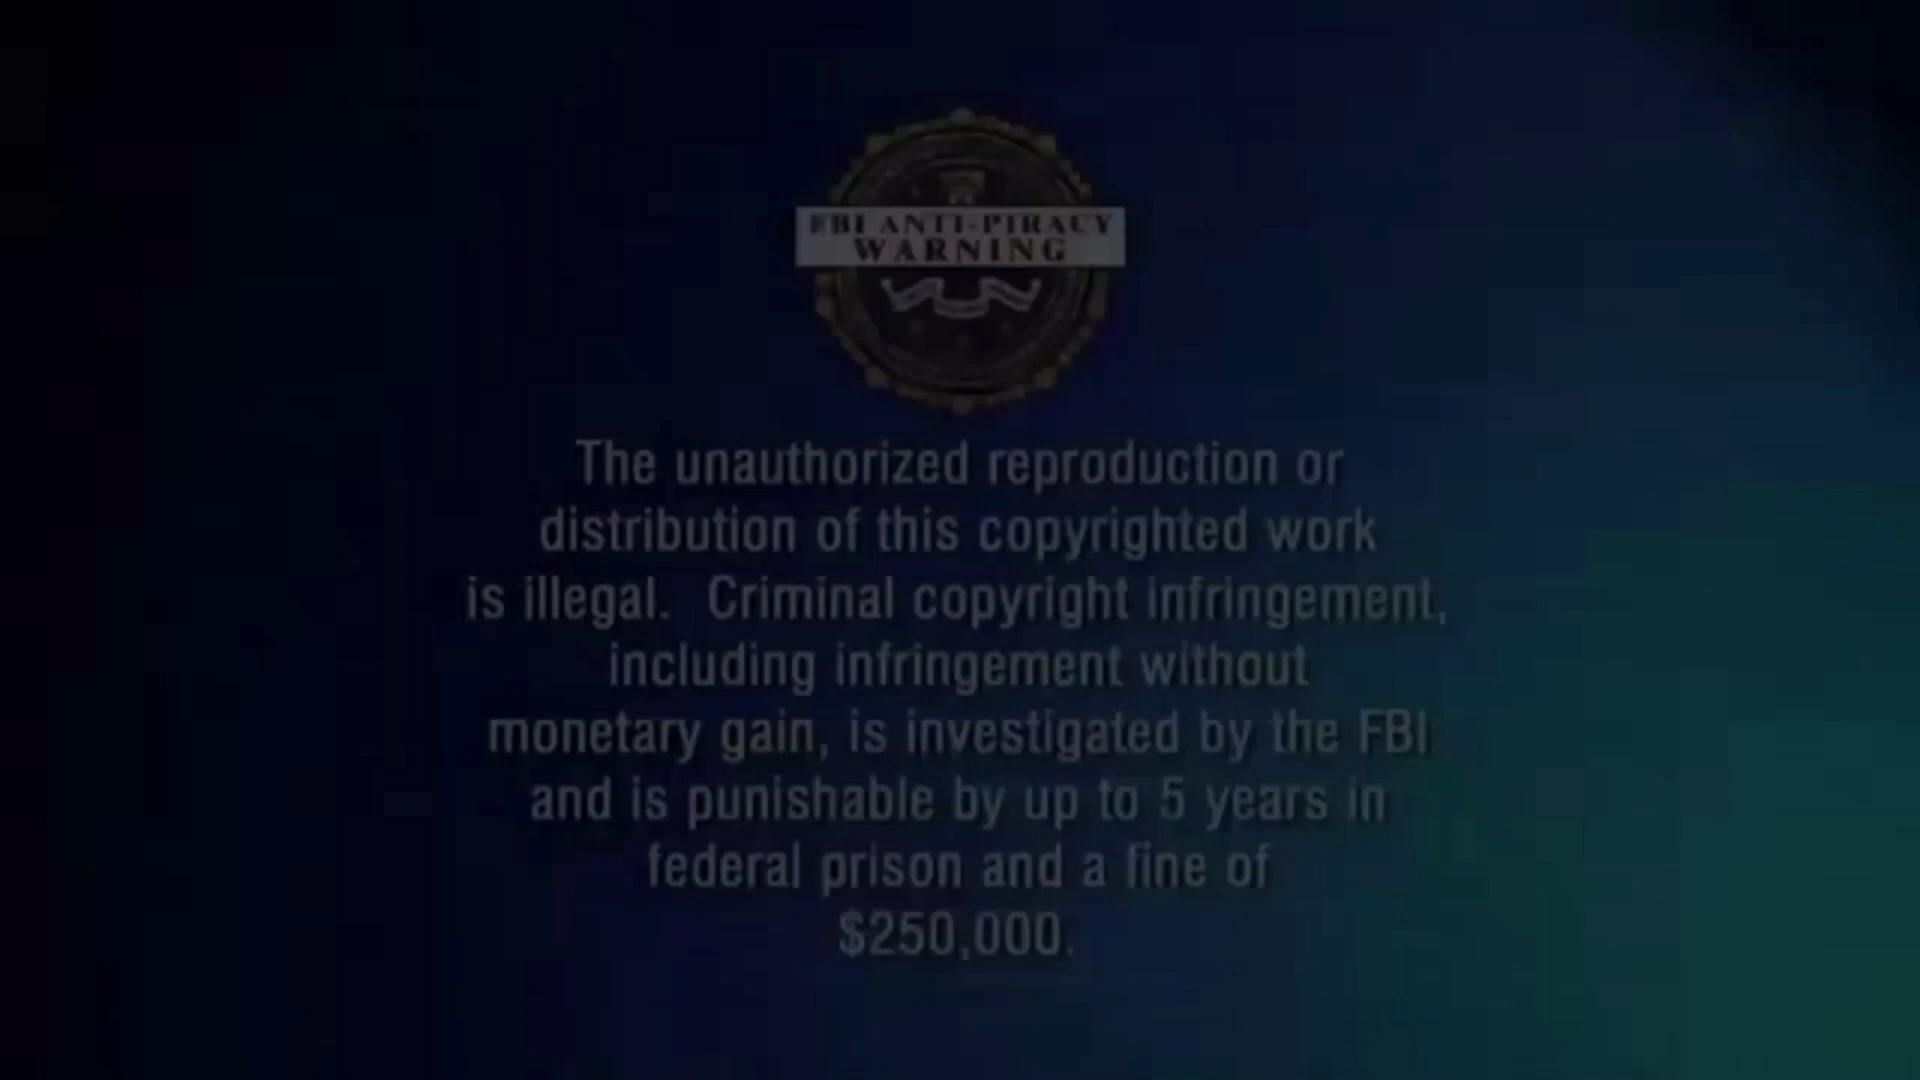 FBI ANTI-PIRACY
WARNING
The unauthorized reproduction or
distribution of this copyrighted work
is illegal.  Criminal copyright infringement,
including infringement without
monetary gain, is investigated by the FBI
and is punishable by up to 5 years in
federal prison and a fine of
$250,000.